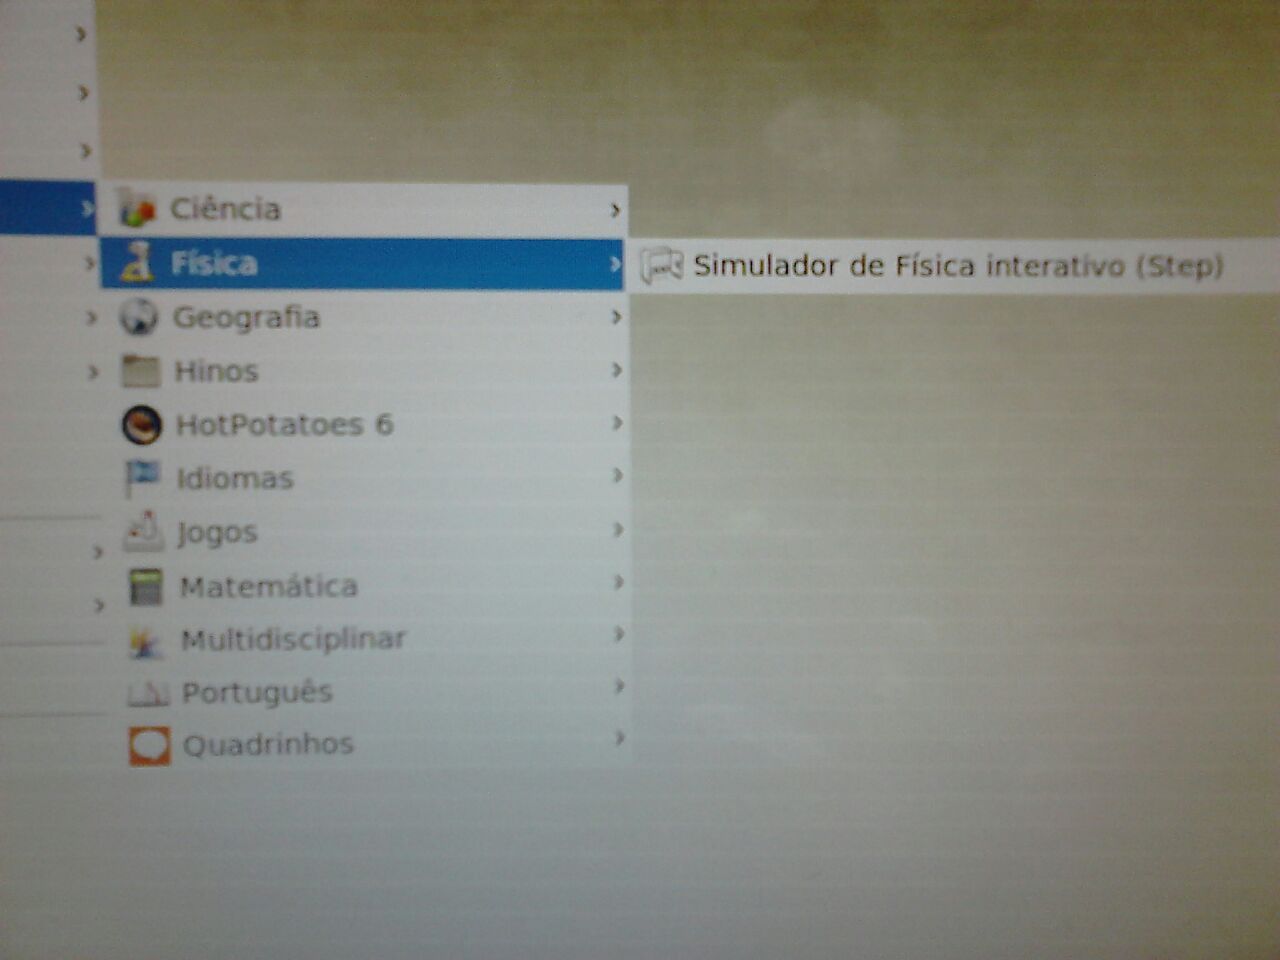 Ciência
Física
Simulador de Física interativo (Step)
Geografia
Hinos
HotPotatoes 6
Idiomas
Jogos
Matemática
Multidisciplinar
Português
Quadrinhos